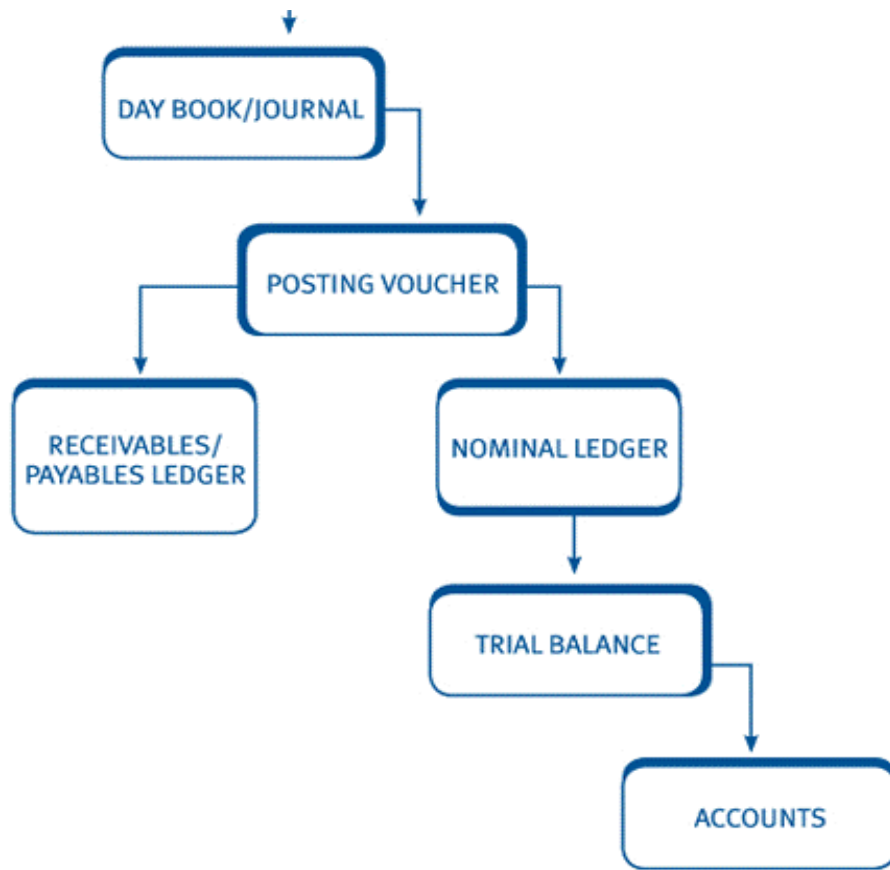 DAY BOOK/JOURNAL
POSTING VOUCHER
RECEIVABLES/
PAYABLES LEDGER
NOMINAL LEDGER
TRIAL BALANCE
ACCOUNTS